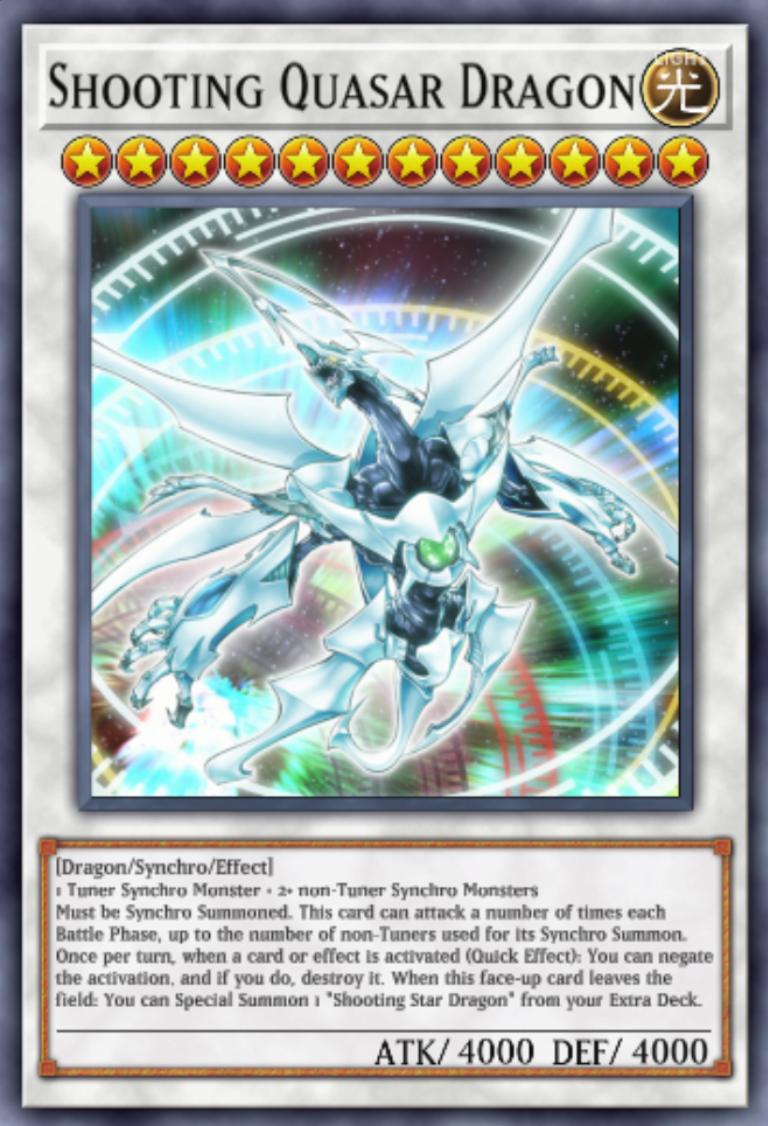 SHOOTING QUASAR DRAGON
LIGHT
光
[Dragon/Synchro/Effect]
1 Tuner Synchro Monster + 2+ non-Tuner Synchro Monsters
Must be Synchro Summoned. This card can attack a number of times each
Battle Phase, up to the number of non-Tuners used for its Synchro Summon.
Once per turn, when a card or effect is activated (Quick Effect): You can negate
the activation, and if you do, destroy it. When this face-up card leaves the
field: You can Special Summon 1 "Shooting Star Dragon" from your Extra Deck.
ATK/ 4000 DEF/ 4000